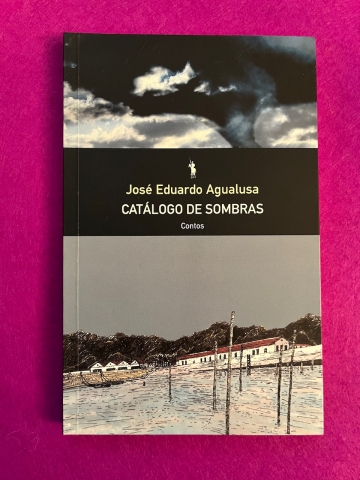 José Eduardo Agualusa
CATÁLOGO DE SOMBRAS
Contos